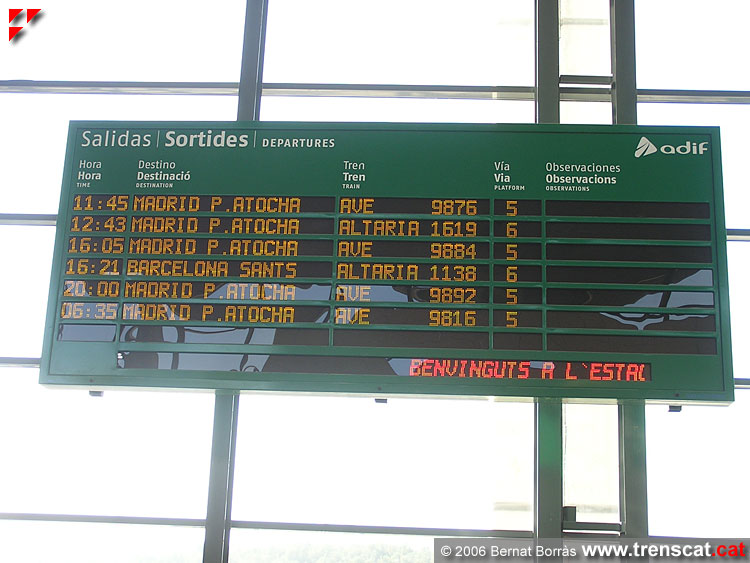 Salidas | Sortides | DEPARTURES
adif
Hora Destino Tren Vía Observaciones
Hora Destinació Tren Via Observacions
TIME DESTINATION TRAIN PLATFORM OBSERVATIONS
11:45 MADRID P.ATOCHA AVE 9876 5
12:43 MADRID P.ATOCHA ALTARIA 1619 6
16:05 MADRID P.ATOCHA AVE 9884 5
16:21 BARCELONA SANTS ALTARIA 1138 6
20:00 MADRID P.ATOCHA AVE 9892 5
06:35 MADRID P.ATOCHA AVE 9816 5
BENVINGUTS A L`ESTAC
© 2006 Bernat Borràs www.trenscat.cat